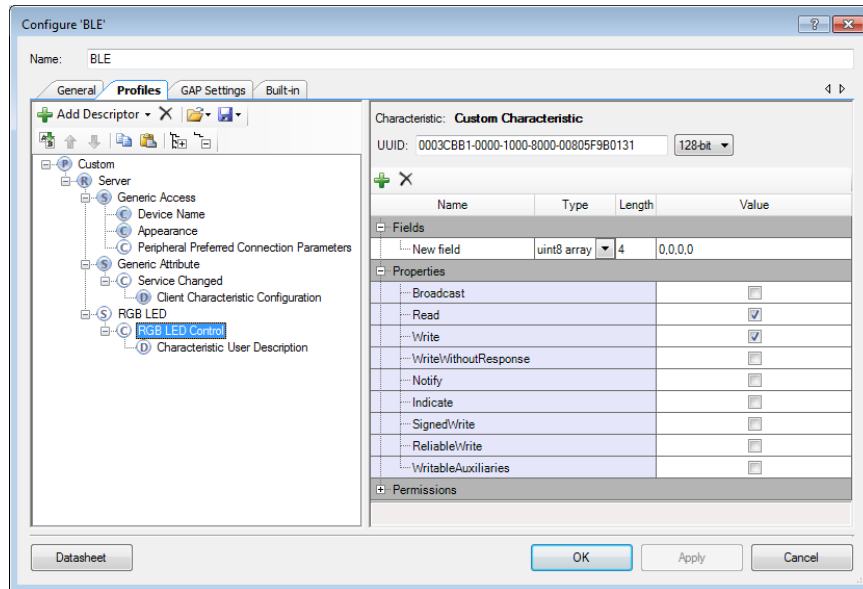 Configure 'BLE'
Name: BLE
General Profiles GAP Settings Built-in
Add Descriptor
Custom
Server
Generic Access
Device Name
Appearance
Peripheral Preferred Connection Parameters
Generic Attribute
Service Changed
Client Characteristic Configuration
RGB LED
RGB LED Control
Characteristic User Description
Characteristic: Custom Characteristic
UUID: 0003CBB1-0000-1000-8000-00805F9B0131 128-bit
Name Type Length Value
Fields
New field uint8 array 4 0,0,0,0
Properties
Broadcast
Read
Write
WriteWithoutResponse
Notify
Indicate
SignedWrite
ReliableWrite
WritableAuxiliaries
Permissions
Datasheet OK Apply Cancel